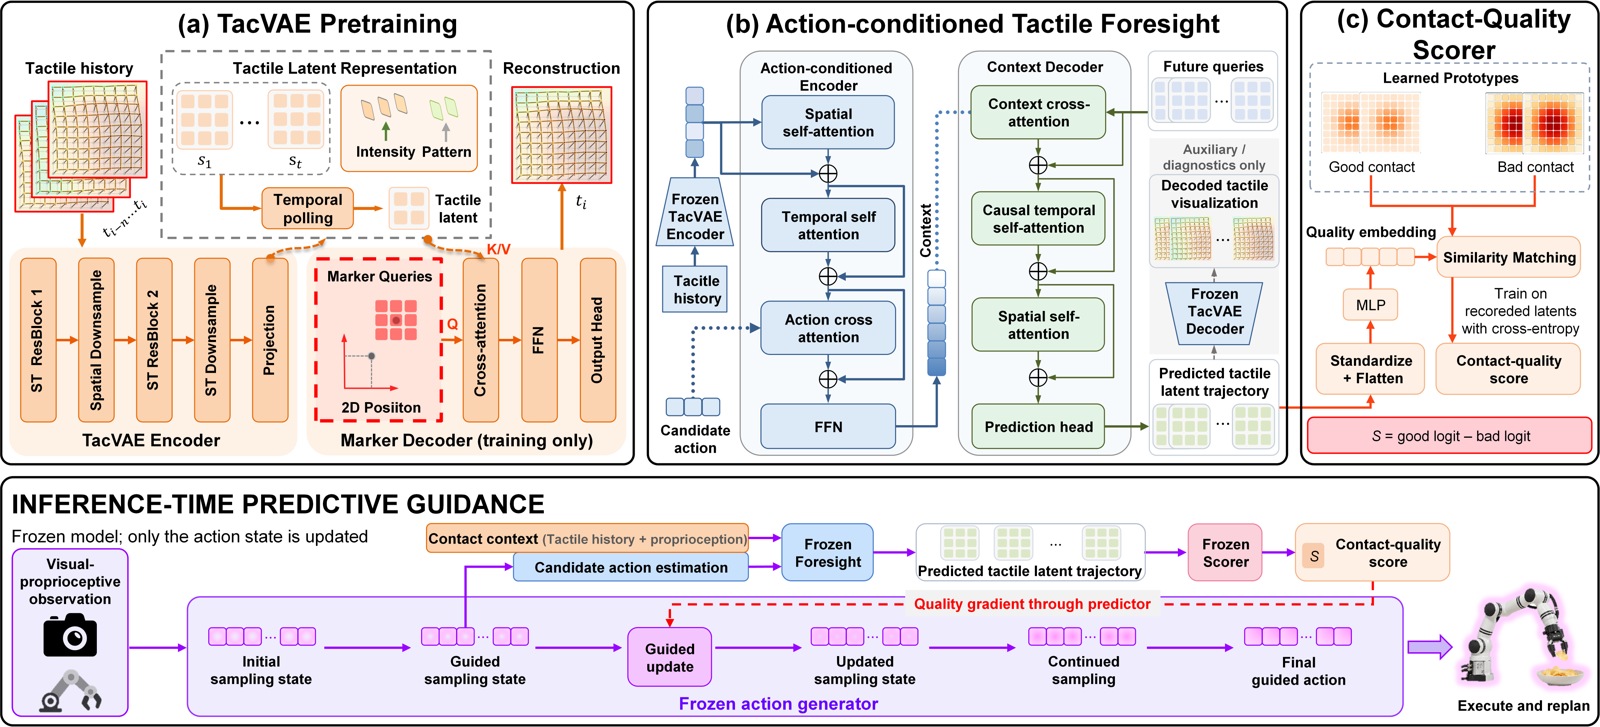 (a) TacVAE Pretraining
Tactile history
Tactile Latent Representation
Reconstruction
s1
...
st
Intensity
Pattern
ti−n...ti
Temporal
polling
Tactile
latent
ti
K/V
ST ResBlock 1
Spatial Downsample
ST ResBlock 2
ST Downsample
Projection
Marker Queries
2D Posiiton
Q
Cross-attention
FFN
Output Head
TacVAE Encoder
Marker Decoder (training only)
(b) Action-conditioned Tactile Foresight
Action-conditioned
Encoder
Spatial
self-attention
Temporal self
attention
Action cross
attention
FFN
Frozen
TacVAE
Encoder
Tacitle
history
Candidate
action
Context
Context Decoder
Context cross-
attention
Causal temporal
self-attention
Spatial self-
attention
Prediction head
Future queries
...
Auxiliary /
diagnostics only
Decoded tactile
visualization
...
Frozen
TacVAE
Decoder
Predicted tactile
latent trajectory
...
(c) Contact-Quality
Scorer
Learned Prototypes
Good contact
Bad contact
Quality embedding
Similarity Matching
MLP
Train on
recoreded latents
with cross-entropy
Standardize
+ Flatten
Contact-quality
score
S = good logit – bad logit
INFERENCE-TIME PREDICTIVE GUIDANCE
Frozen model; only the action state is updated
Visual-
proprioceptive
observation
Contact context (Tactile history + proprioception)
Candidate action estimation
Frozen
Foresight
...
Predicted tactile latent trajectory
Frozen
Scorer
S
Contact-quality
score
Quality gradient through predictor
...
Initial
sampling state
...
Guided
sampling state
Guided
update
...
Updated
sampling state
...
Continued
sampling
...
Final
guided action
Frozen action generator
Execute and replan